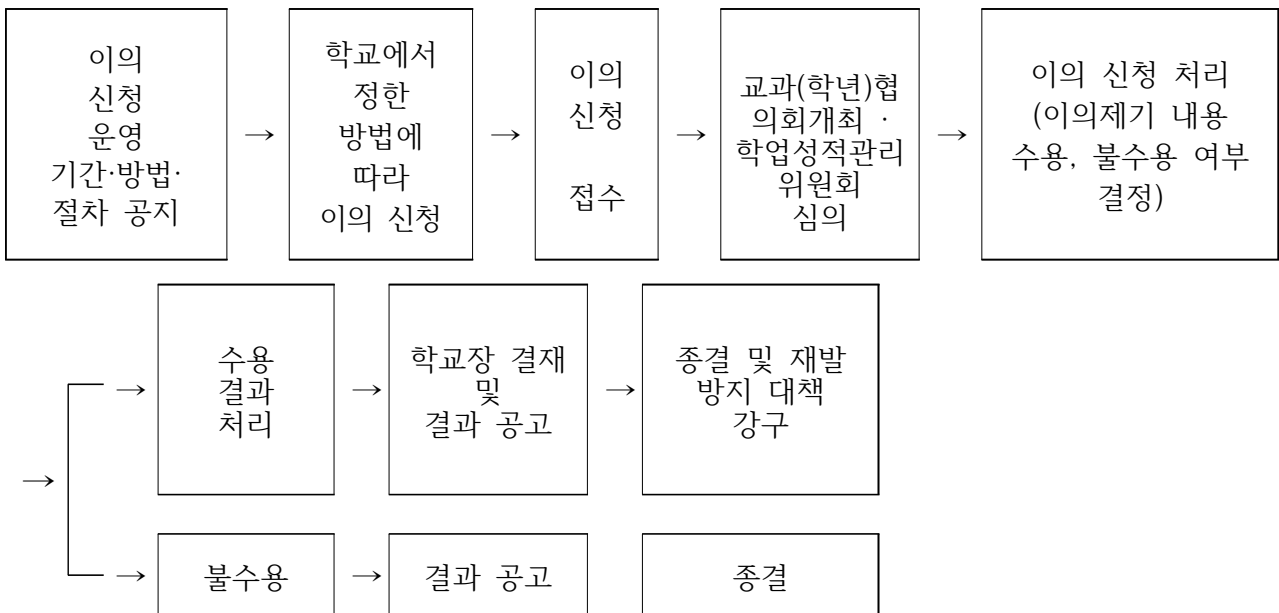 이의
신청
운영
기간·방법·
절차 공지
→
학교에서
정한
방법에
따라
이의 신청
→
이의
신청
접수
→
교과(학년)협
의회개최 ·
학업성적관리
위원회
심의
→
이의 신청 처리
(이의제기 내용
수용, 불수용 여부
결정)
→
→
수용
결과
처리
→
학교장 결재
및
결과 공고
→
종결 및 재발
방지 대책
강구
→
불수용
→
결과 공고
종결